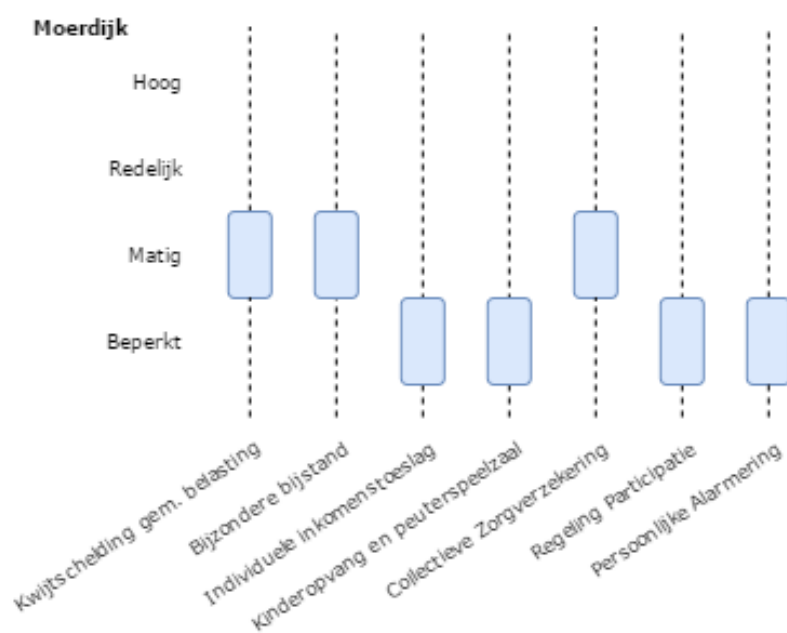 Moerdijk
Hoog
Redelijk
Matig
Beperkt
Kwijtschelding gem. belasting
Bijzondere bijstand
Individuele inkomenstoeslag
Kinderopvang en peuterspeelzaal
Collectieve Zorgverzekering
Regeling Participatie
Persoonlijke Alarmering